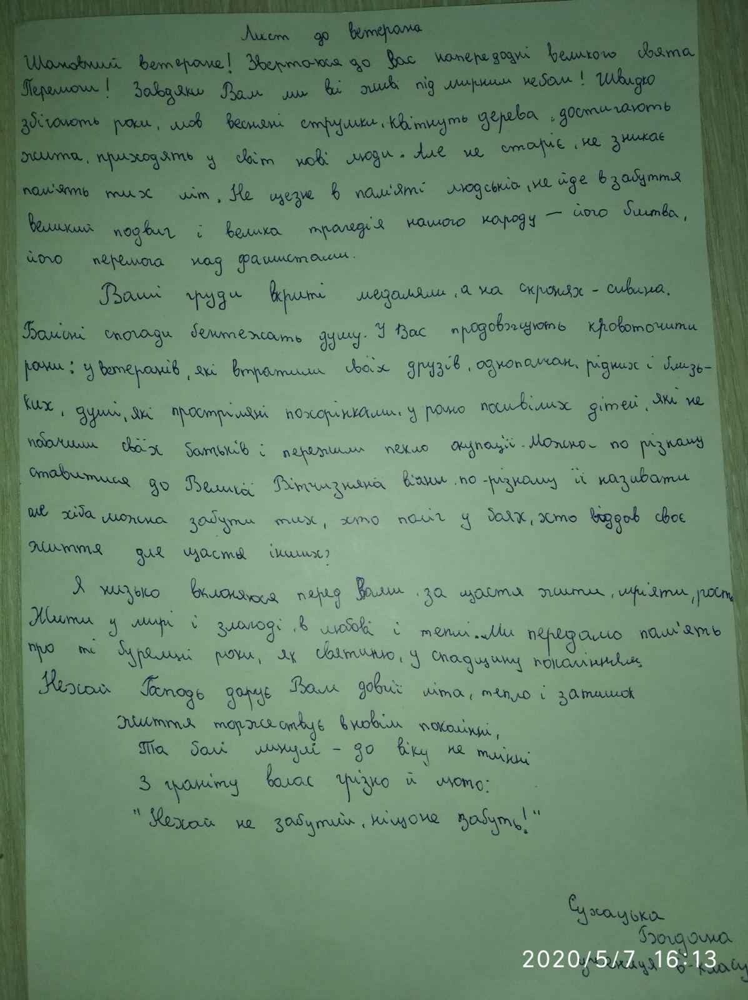 Лист до ветерана
Шановний ветеране! Звертаюся до Вас напередодні великого свята
Перемоги! Завдяки Вам ми всі живі під мирним небом! Швидко
збігають роки, мов весняні струмки, квітнуть дерева, достигають
жита, приходять у світ нові люди. Але не старіє, не зникає
пам'ять тих літ. Не щезне в пам'яті людській, не йде в забуття
великий подвиг і велика трагедія нашого народу — його битва,
його перемога над фашистами.
Ваші груди вкриті медалями, а на скронях - сивина.
Болісні спогади бентежать душу. У Вас продовжують кровоточити
рани: у ветеранів, які втратили своїх друзів, однополчан, рідних і близь-
ких, душі, які простріляні похорінками, у рано посивілих дітей, які не
побачили своїх батьків і пережили пекло окупації. Можна по різному
ставитися до Великої Вітчизняної війни, по-різному її називати
але хіба можна забути тих, хто поліг у боях, хто віддав своє
життя для щастя інших?
Я низько вклоняюся перед Вами, за щастя жити, мріяти, рости
Жити у мирі і злагоді, в любові і теплі... Ми передамо пам'ять
про ті буремні роки, як святиню, у спадщину поколінням
Нехай Господь дарує Вам довгії літа, тепло і затишок
життя торжествує в новім поколінні,
Та болі минулі - до віку не тлінні
З граніту волає грізно й люто:
"Нехай не забутий, ніщо не забуть!"
Сухацька
Богдана
учениця 6-класу
2020/5/7 16:13